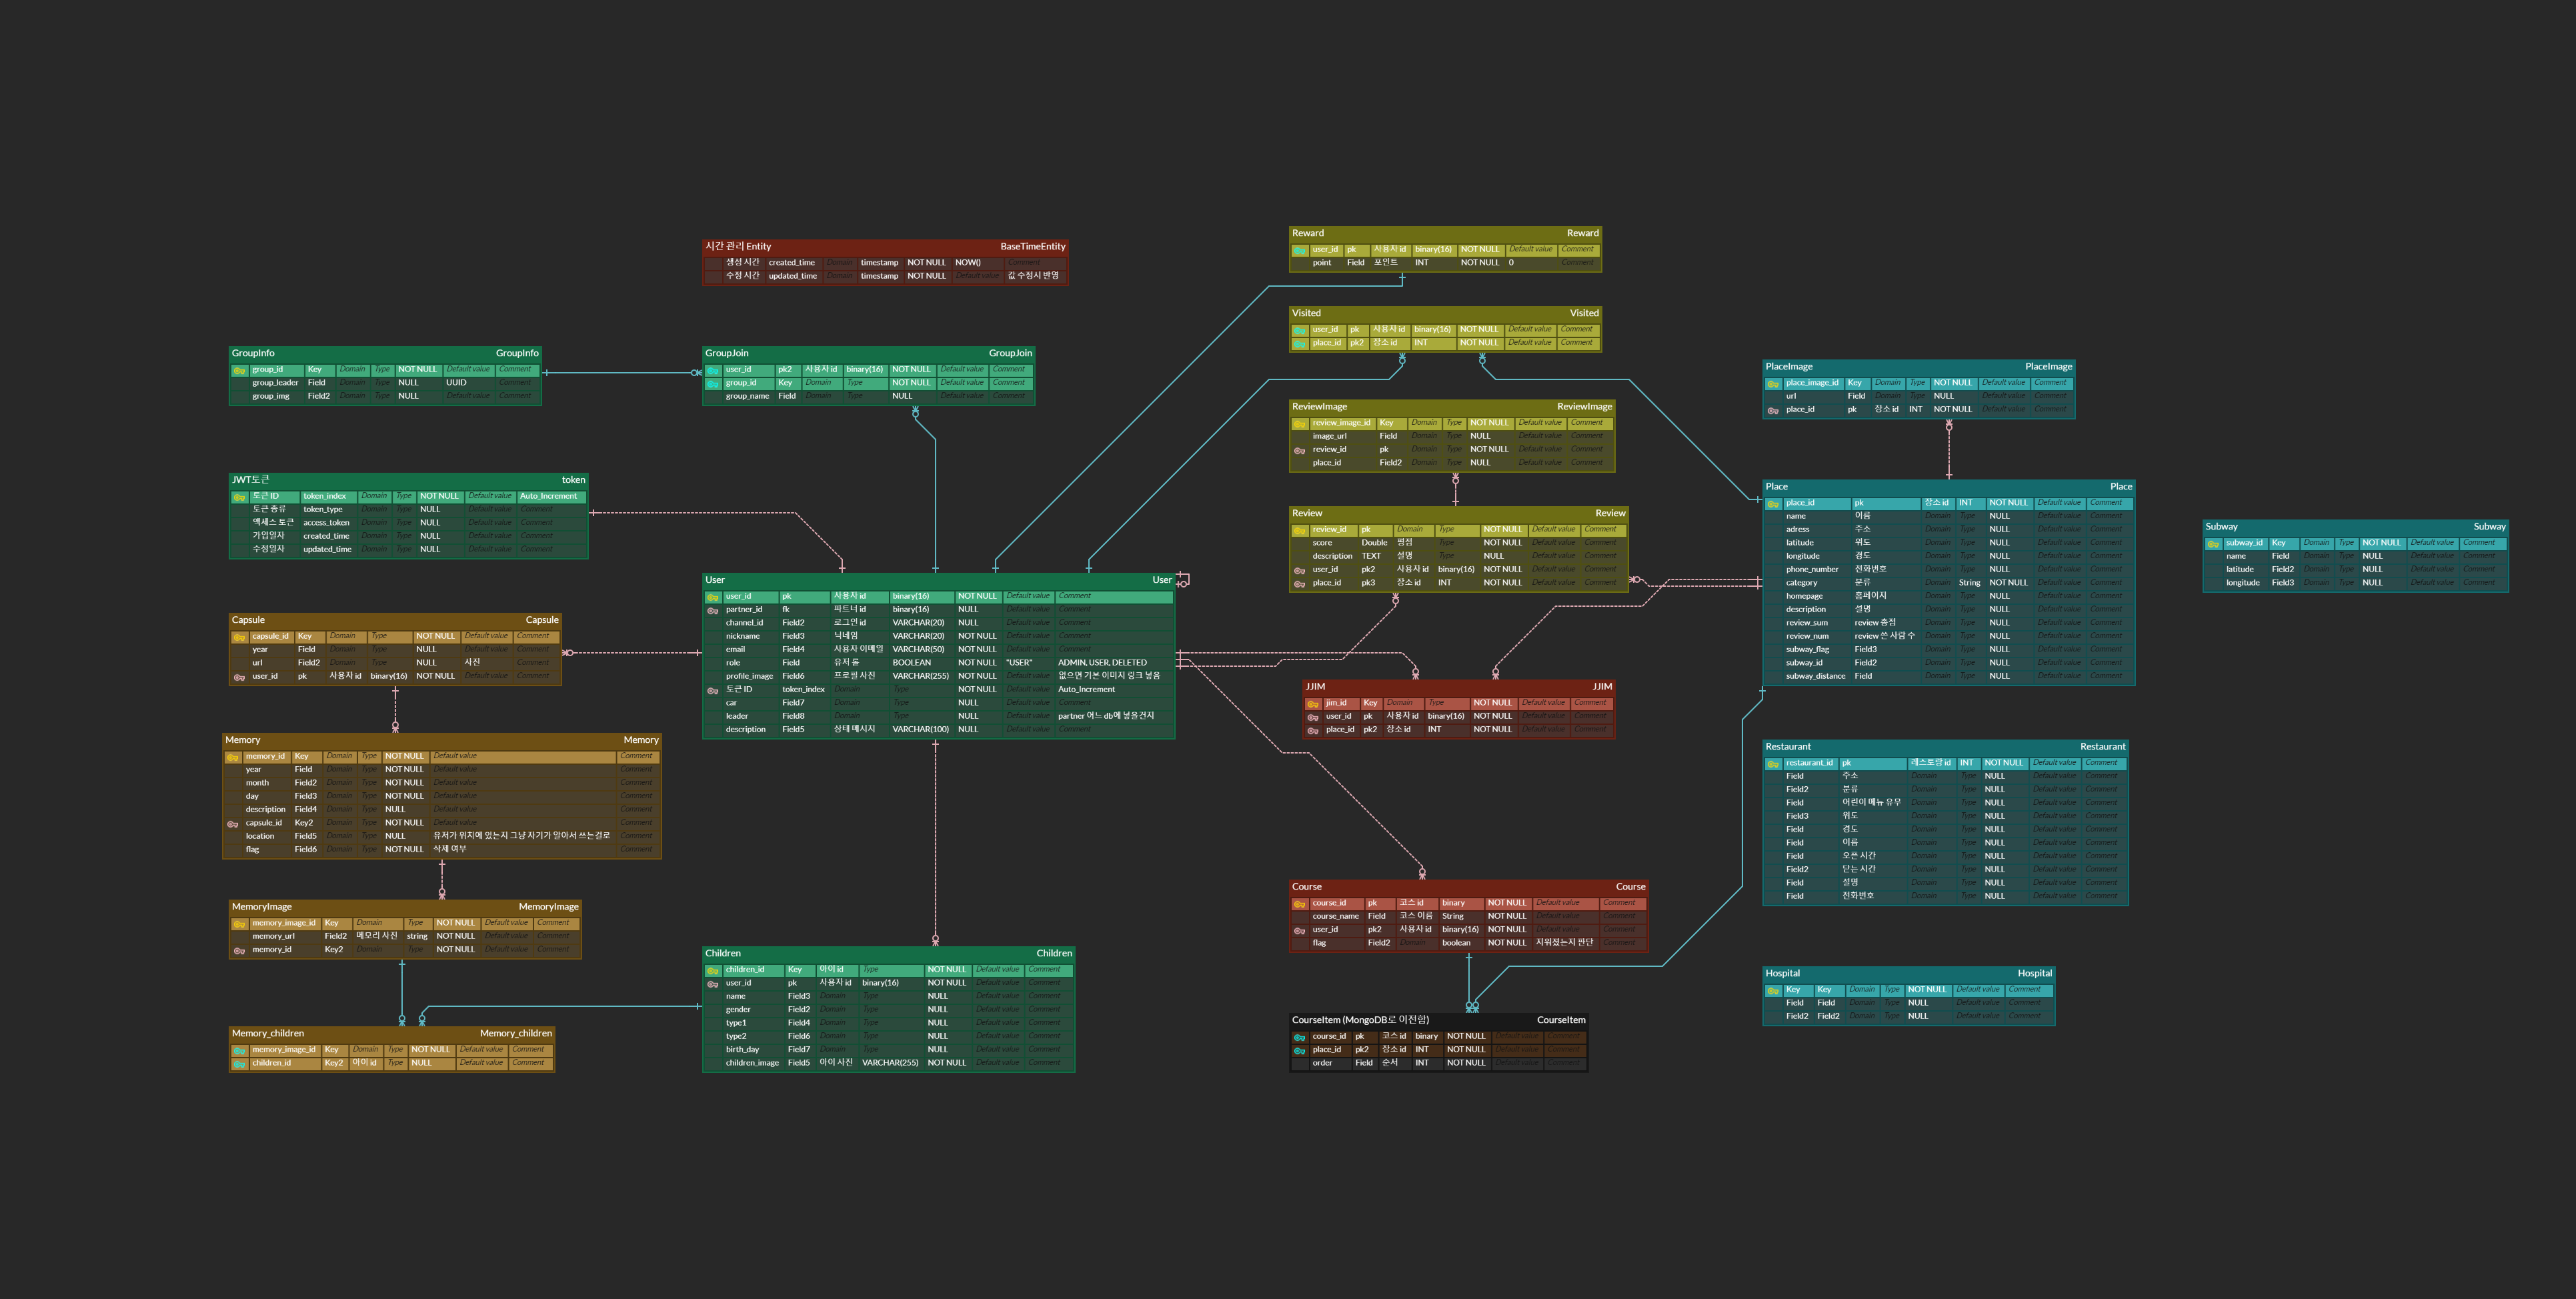 시간 관리 Entity BaseTimeEntity
생성 시간 created_time Domain timestamp NOT NULL NOW() Comment
수정 시간 updated_time Domain timestamp NOT NULL Default value 값 수정시 반영
Reward Reward
user_id pk 사용자 id binary(16) NOT NULL Default value Comment
point Field 포인트 INT NOT NULL 0 Comment
Visited Visited
user_id pk 사용자 id binary(16) NOT NULL Default value Comment
place_id pk2 장소 id INT NOT NULL Default value Comment
GroupInfo GroupInfo
group_id Key Domain Type NOT NULL Default value Comment
group_leader Field Domain Type NULL UUID Comment
group_img Field2 Domain Type NULL Default value Comment
GroupJoin GroupJoin
user_id pk2 사용자 id binary(16) NOT NULL Default value Comment
group_id Key Domain Type NOT NULL Default value Comment
group_name Field Domain Type NULL Default value Comment
PlaceImage PlaceImage
place_image_id Key Domain Type NOT NULL Default value Comment
url Field Domain Type NULL Default value Comment
place_id pk 장소 id INT NOT NULL Default value Comment
ReviewImage ReviewImage
review_image_id Key Domain Type NOT NULL Default value Comment
image_url Field Domain Type NULL Default value Comment
review_id pk Domain Type NOT NULL Default value Comment
place_id Field2 Domain Type NULL Default value Comment
JWT토큰 token
토큰 ID token_index Domain Type NOT NULL Default value Auto_Increment
토큰 종류 token_type Domain Type NULL Default value Comment
액세스 토큰 access_token Domain Type NULL Default value Comment
가입일자 created_time Domain Type NULL Default value Comment
수정일자 updated_time Domain Type NULL Default value Comment
Review Review
review_id pk Domain Type NOT NULL Default value Comment
score Double 평점 Type NOT NULL Default value Comment
description TEXT 설명 Type NULL Default value Comment
user_id pk2 사용자 id binary(16) NOT NULL Default value Comment
place_id pk3 장소 id INT NOT NULL Default value Comment
Place Place
place_id pk 장소 id INT NOT NULL Default value Comment
name 이름 Domain Type NULL Default value Comment
adress 주소 Domain Type NULL Default value Comment
latitude 위도 Domain Type NULL Default value Comment
longitude 경도 Domain Type NULL Default value Comment
phone_number 전화번호 Domain Type NULL Default value Comment
category 분류 Domain String NOT NULL Default value Comment
homepage 홈페이지 Domain Type NULL Default value Comment
description 설명 Domain Type NULL Default value Comment
review_sum review 총점 Domain Type NULL Default value Comment
review_num review 쓴 사람 수 Domain Type NULL Default value Comment
subway_flag Field3 Domain Type NULL Default value Comment
subway_id Field2 Domain Type NULL Default value Comment
subway_distance Field Domain Type NULL Default value Comment
Subway Subway
subway_id Key Domain Type NOT NULL Default value Comment
name Field Domain Type NULL Default value Comment
latitude Field2 Domain Type NULL Default value Comment
longitude Field3 Domain Type NULL Default value Comment
User User
user_id pk 사용자 id binary(16) NOT NULL Default value Comment
partner_id fk 파트너 id binary(16) NULL Default value Comment
channel_id Field2 로그인 id VARCHAR(20) NULL Default value Comment
nickname Field3 닉네임 VARCHAR(20) NOT NULL Default value Comment
email Field4 사용자 이메일 VARCHAR(50) NOT NULL Default value Comment
role Field 유저 롤 BOOLEAN NOT NULL "USER" ADMIN, USER, DELETED
profile_image Field6 프로필 사진 VARCHAR(255) NOT NULL Default value 없으면 기본 이미지 링크 넣음
토큰 ID token_index Domain Type NOT NULL Default value Auto_Increment
car Field7 Domain Type NULL Default value Comment
leader Field8 Domain Type NULL Default value partner 어느 db에 넣을건지
description Field5 상태 메시지 VARCHAR(100) NULL Default value Comment
Capsule Capsule
capsule_id Key Domain Type NOT NULL Default value Comment
year Field Domain Type NULL Default value Comment
url Field2 Domain Type NULL 사진 Comment
user_id pk 사용자 id binary(16) NOT NULL Default value Comment
JJIM JJIM
jim_id Key Domain Type NOT NULL Default value Comment
user_id pk 사용자 id binary(16) NOT NULL Default value Comment
place_id pk2 장소 id INT NOT NULL Default value Comment
Memory Memory
memory_id Key Domain Type NOT NULL Default value Comment
year Field Domain Type NOT NULL Default value Comment
month Field2 Domain Type NOT NULL Default value Comment
day Field3 Domain Type NOT NULL Default value Comment
description Field4 Domain Type NULL Default value Comment
capsule_id Key2 Domain Type NOT NULL Default value Comment
location Field5 Domain Type NULL 유저가 위치에 있는지 그냥 자기가 알아서 쓰는걸로 Comment
flag Field6 Domain Type NOT NULL 삭제 여부 Comment
Restaurant Restaurant
restaurant_id pk 레스토랑 id INT NOT NULL Default value Comment
Field 주소 Domain Type NULL Default value Comment
Field2 분류 Domain Type NULL Default value Comment
Field 어린이 메뉴 유무 Domain Type NULL Default value Comment
Field3 위도 Domain Type NULL Default value Comment
Field 경도 Domain Type NULL Default value Comment
Field 이름 Domain Type NULL Default value Comment
Field 오픈 시간 Domain Type NULL Default value Comment
Field2 닫는 시간 Domain Type NULL Default value Comment
Field 설명 Domain Type NULL Default value Comment
Field 전화번호 Domain Type NULL Default value Comment
Course Course
course_id pk 코스 id binary NOT NULL Default value Comment
course_name Field 코스 이름 String NOT NULL Default value Comment
user_id pk2 사용자 id binary(16) NOT NULL Default value Comment
flag Field2 Domain boolean NOT NULL 지워졌는지 판단 Comment
MemoryImage MemoryImage
memory_image_id Key Domain Type NOT NULL Default value Comment
memory_url Field2 메모리 사진 string NOT NULL Default value Comment
memory_id Key2 Domain Type NOT NULL Default value Comment
Children Children
children_id Key 아이 id Type NOT NULL Default value Comment
user_id pk 사용자 id binary(16) NOT NULL Default value Comment
name Field3 Domain Type NULL Default value Comment
gender Field2 Domain Type NULL Default value Comment
type1 Field4 Domain Type NULL Default value Comment
type2 Field6 Domain Type NULL Default value Comment
birth_day Field7 Domain Type NULL Default value Comment
children_image Field5 아이 사진 VARCHAR(255) NOT NULL Default value Comment
Hospital Hospital
Key Key Domain Type NOT NULL Default value Comment
Field Field Domain Type NULL Default value Comment
Field2 Field2 Domain Type NULL Default value Comment
CourseItem (MongoDB로 이전함) CourseItem
course_id pk 코스 id binary NOT NULL Default value Comment
place_id pk2 장소 id INT NOT NULL Default value Comment
order Field 순서 INT NOT NULL Default value Comment
Memory_children Memory_children
memory_image_id Key Domain Type NOT NULL Default value Comment
children_id Key2 아이 id Type NULL Default value Comment